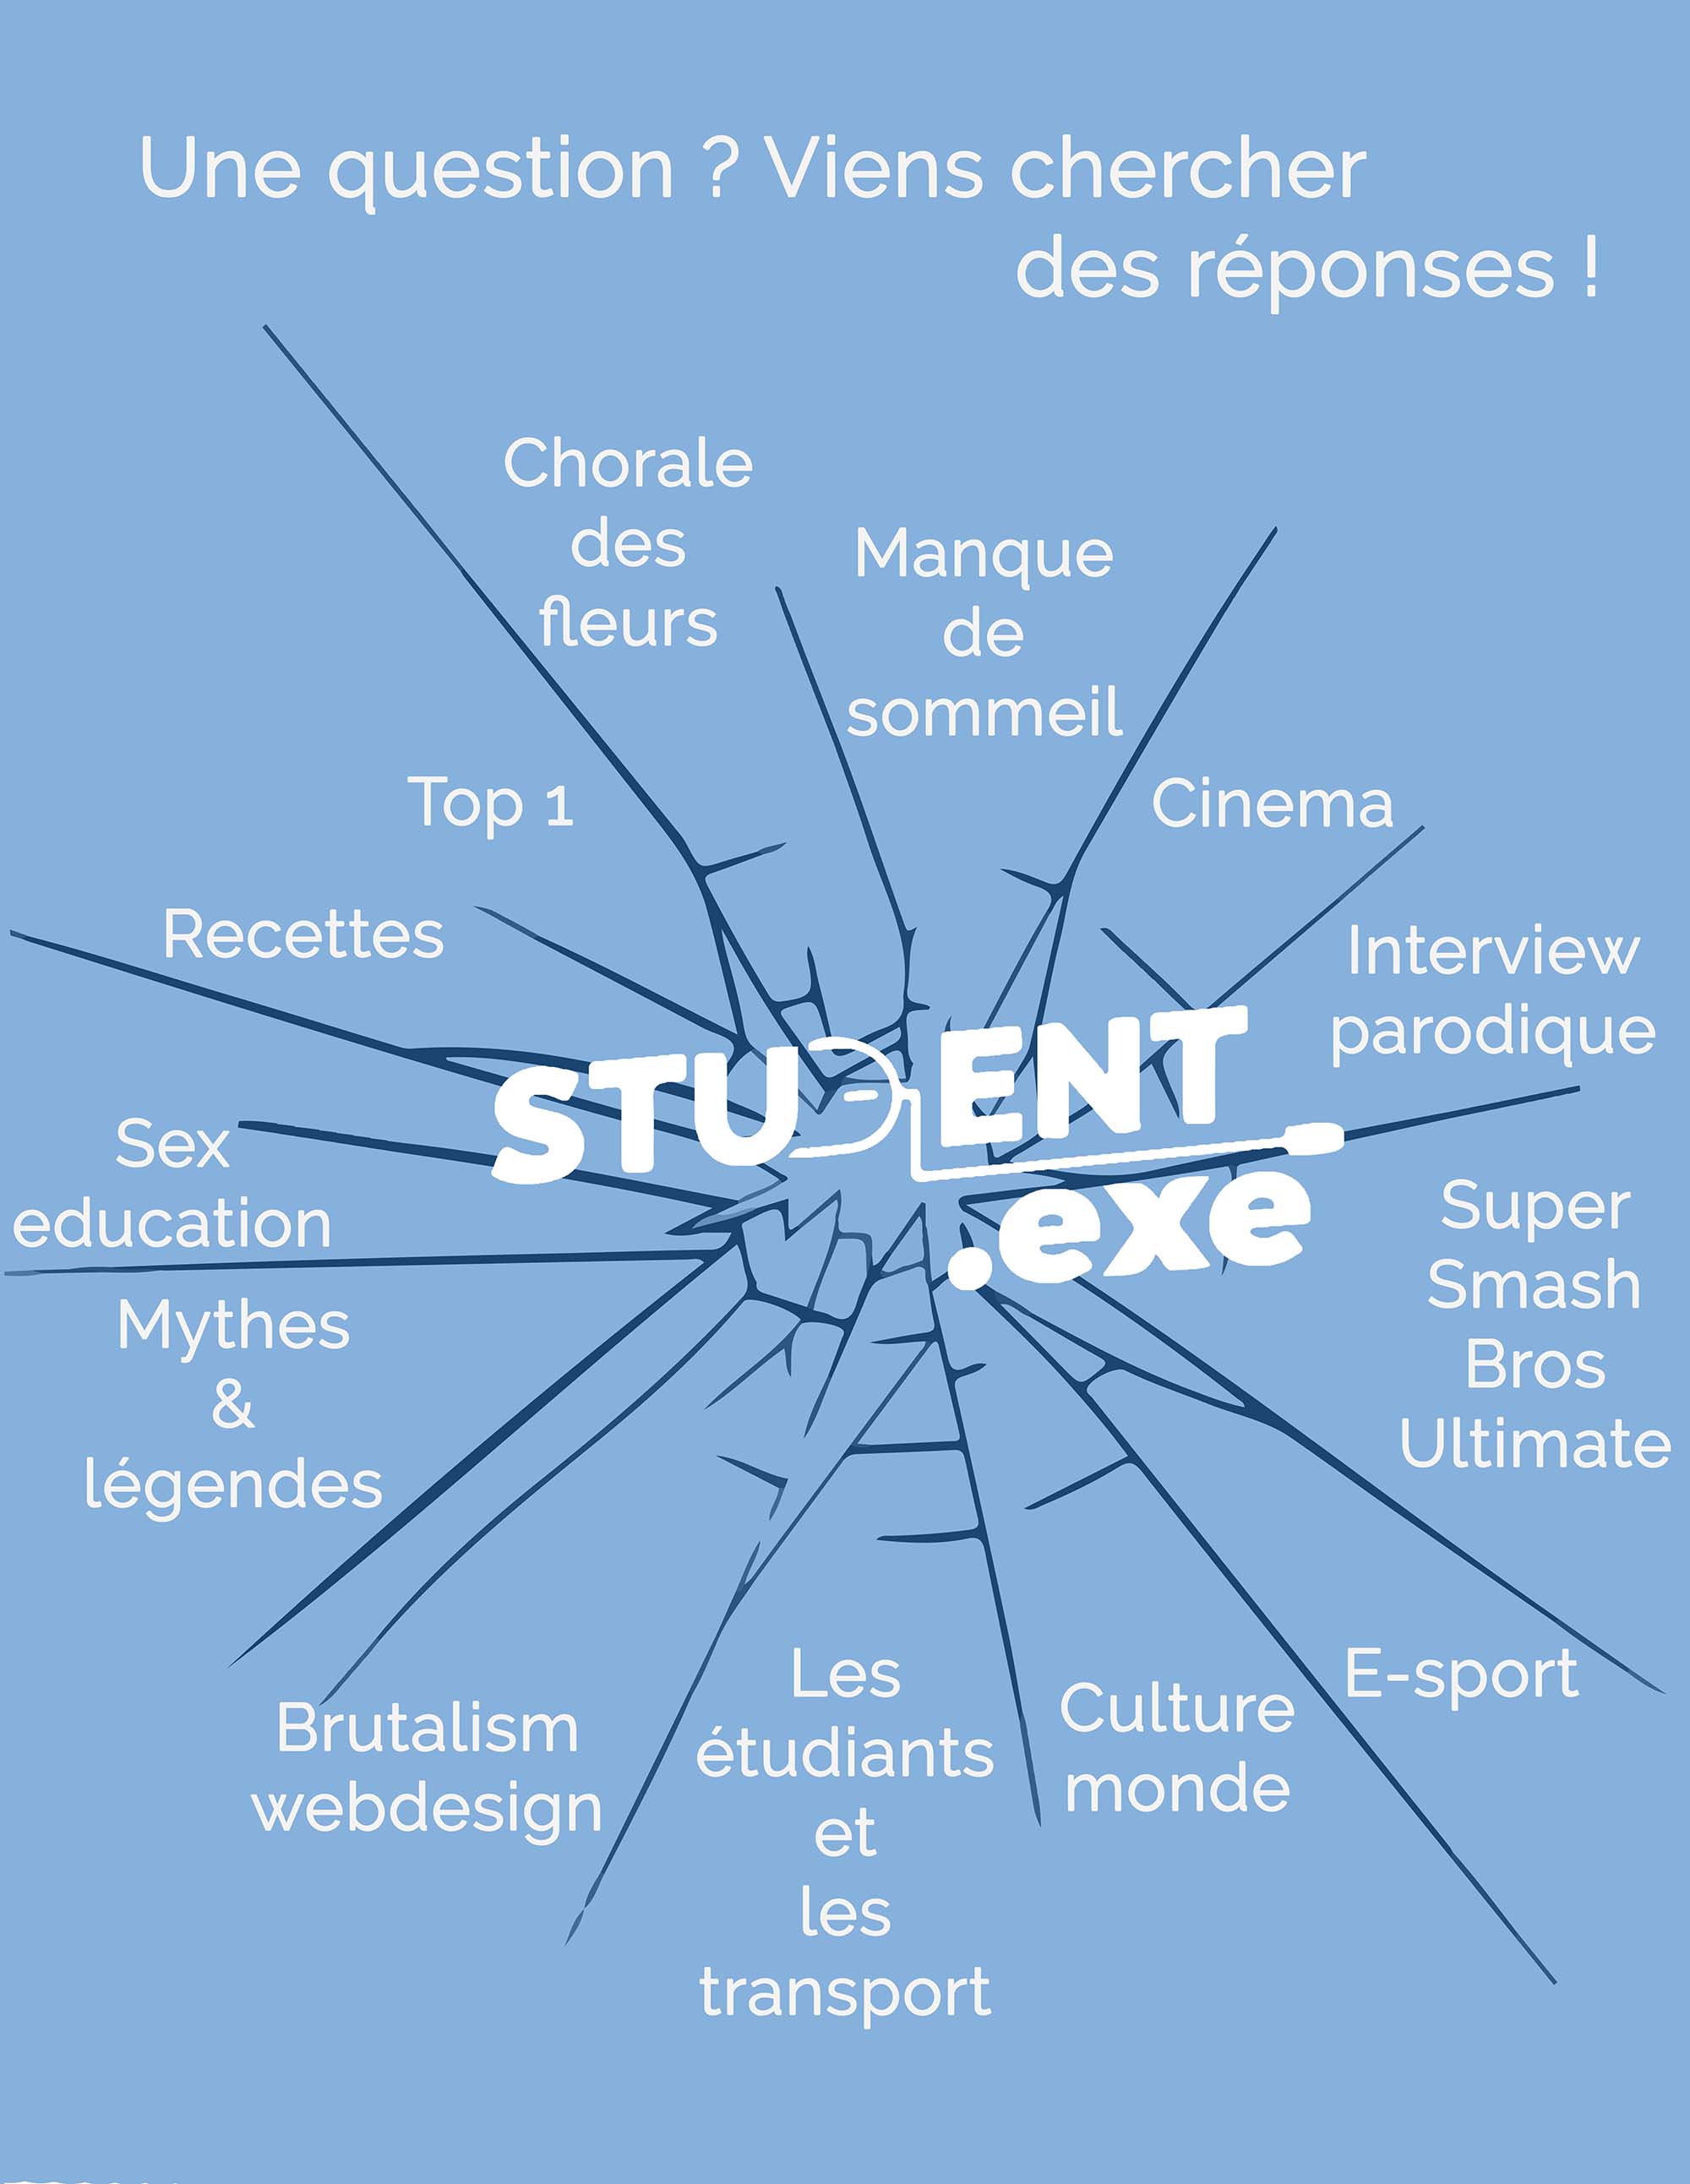 Une question ? Viens chercher
des réponses !
Chorale
des
fleurs
Manque
de
sommeil
Top 1
Cinema
Recettes
Interview
parodique
STUDENT
.exe
Sex
education
Super
Smash
Bros
Ultimate
Mythes
&
légendes
Les
étudiants
et
les
transport
E-sport
Culture
monde
Brutalism
webdesign